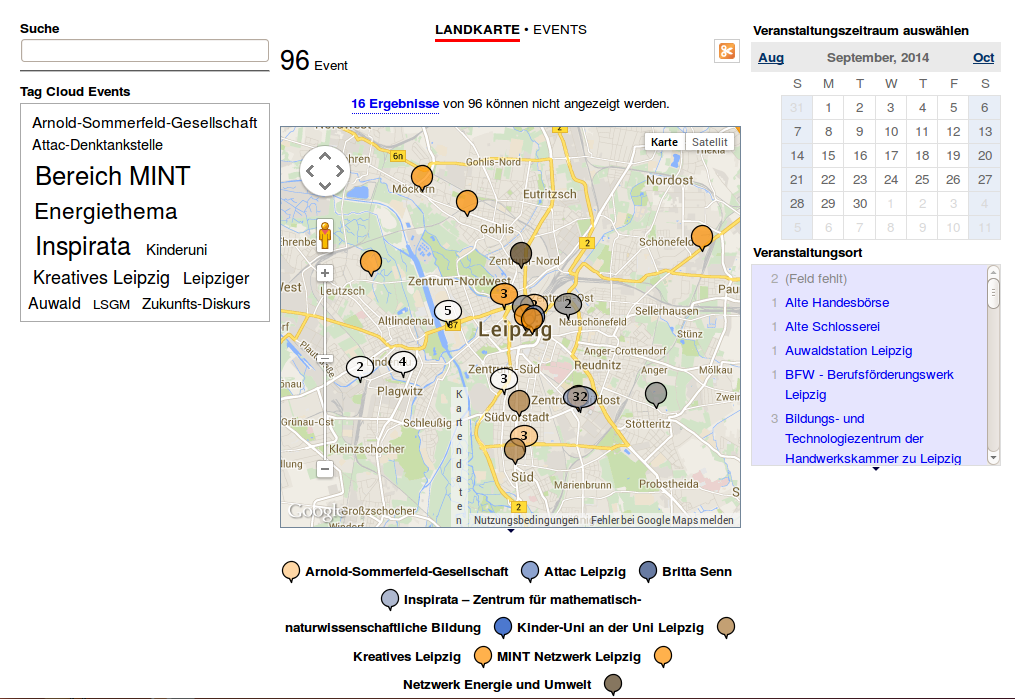 Suche
Tag Cloud Events
Arnold-Sommerfeld-Gesellschaft
Attac-Denktankstelle
Bereich MINT
Energiethema
Inspirata Kinderuni
Kreatives Leipzig Leipziger
Auwald LSGM Zukunfts-Diskurs
LANDKARTE • EVENTS
96 Event
16 Ergebnisse von 96 können nicht angezeigt werden.
Karte Satellit
6n
2
Gohlis-Nord
Möckern
Eutritzsch
Nordost
Gohlis
2
Schönefeld
Zentrum-Nord
Zentrum-Nordwest
Leutzsch
3
2
5
Sellerhausen
Altlindenau
87
Leipzig
Neuschönefeld
Anger-Crottendorf
2
4
Zentrum-Süd
Reudnitz
Anger
Mölkau
3
Plagwitz
32
Südvorstadt
Grünau-Ost
Schleußig
Stötteritz
3
Kleinzschocher
Süd
Probstheida
Marienbrunn
Kartendaten
2
Google
Großzschocher
Nutzungsbedingungen
Fehler bei Google Maps melden
Arnold-Sommerfeld-Gesellschaft Attac Leipzig Britta Senn
Inspirata – Zentrum für mathematisch-
naturwissenschaftliche Bildung Kinder-Uni an der Uni Leipzig
Kreatives Leipzig MINT Netzwerk Leipzig
Netzwerk Energie und Umwelt
Veranstaltungszeitraum auswählen
Aug September, 2014 Oct
S M T W T F S
31 1 2 3 4 5 6
7 8 9 10 11 12 13
14 15 16 17 18 19 20
21 22 23 24 25 26 27
28 29 30 1 2 3 4
5 6 7 8 9 10 11
Veranstaltungsort
2 (Feld fehlt)
1 Alte Handesbörse
1 Alte Schlosserei
1 Auwaldstation Leipzig
1 BFW - Berufsförderungswerk
Leipzig
3 Bildungs- und
Technologiezentrum der
Handwerkskammer zu Leipzig